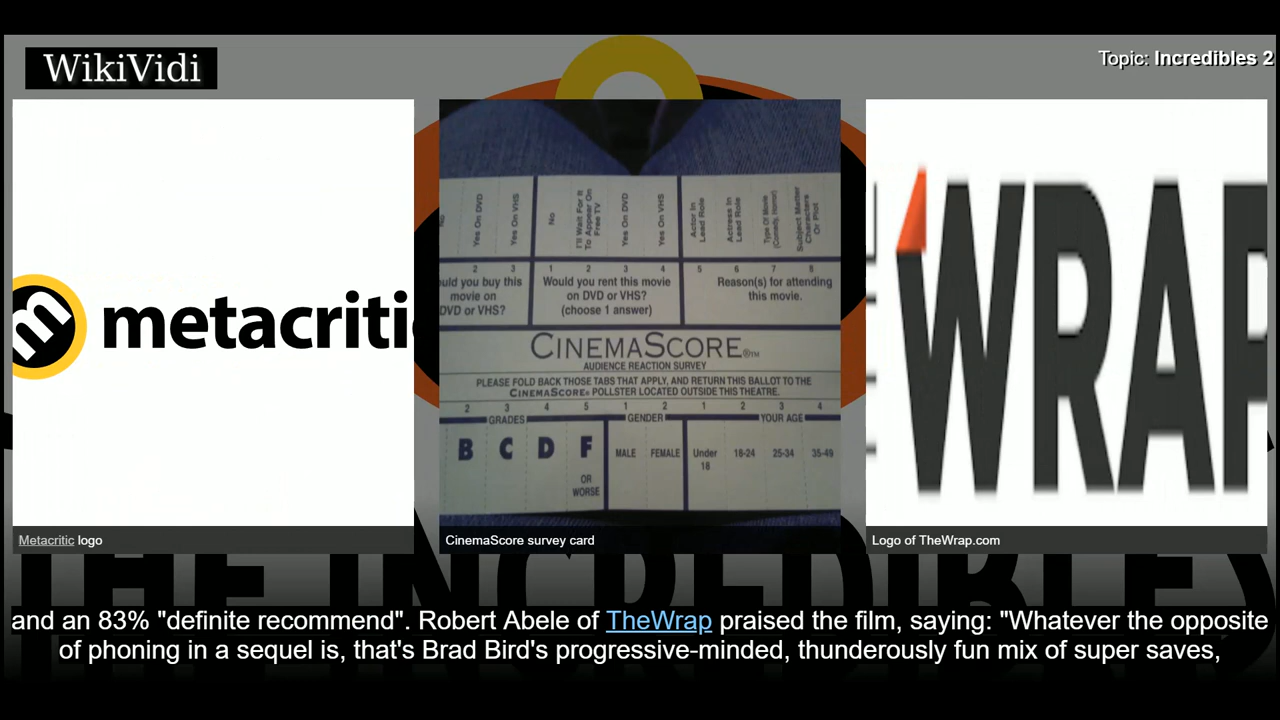 WikiVidi
Topic: Incredibles 2
metacritic
Yes On DVD
Yes On VHS
No
I'll Wait For It To Appear On Free TV
Yes On DVD
Yes On VHS
Actor In Lead Role
Actress In Lead Role
Type Of Movie (Comedy, Horror)
Subject Matter Characters Or Plot
2 3 1 2 3 4 5 6 7 8
uld you buy this
movie on
DVD or VHS?
Would you rent this movie
on DVD or VHS?
(choose 1 answer)
Reason(s) for attending
this movie.
CINEMASCORE®™
AUDIENCE REACTION SURVEY
PLEASE FOLD BACK THOSE TABS THAT APPLY, AND RETURN THIS BALLOT TO THE
CINEMASCORE® POLLSTER LOCATED OUTSIDE THIS THEATRE.
2 3 4 5 1 2 1 2 3 4
GRADES GENDER YOUR AGE
B C D F MALE FEMALE Under 18-24 25-34 35-49
18
OR
WORSE
WRAP
Metacritic logo
CinemaScore survey card
Logo of TheWrap.com
THE INCREDIBLES
and an 83% "definite recommend". Robert Abele of TheWrap praised the film, saying: "Whatever the opposite
of phoning in a sequel is, that's Brad Bird's progressive-minded, thunderously fun mix of super saves,